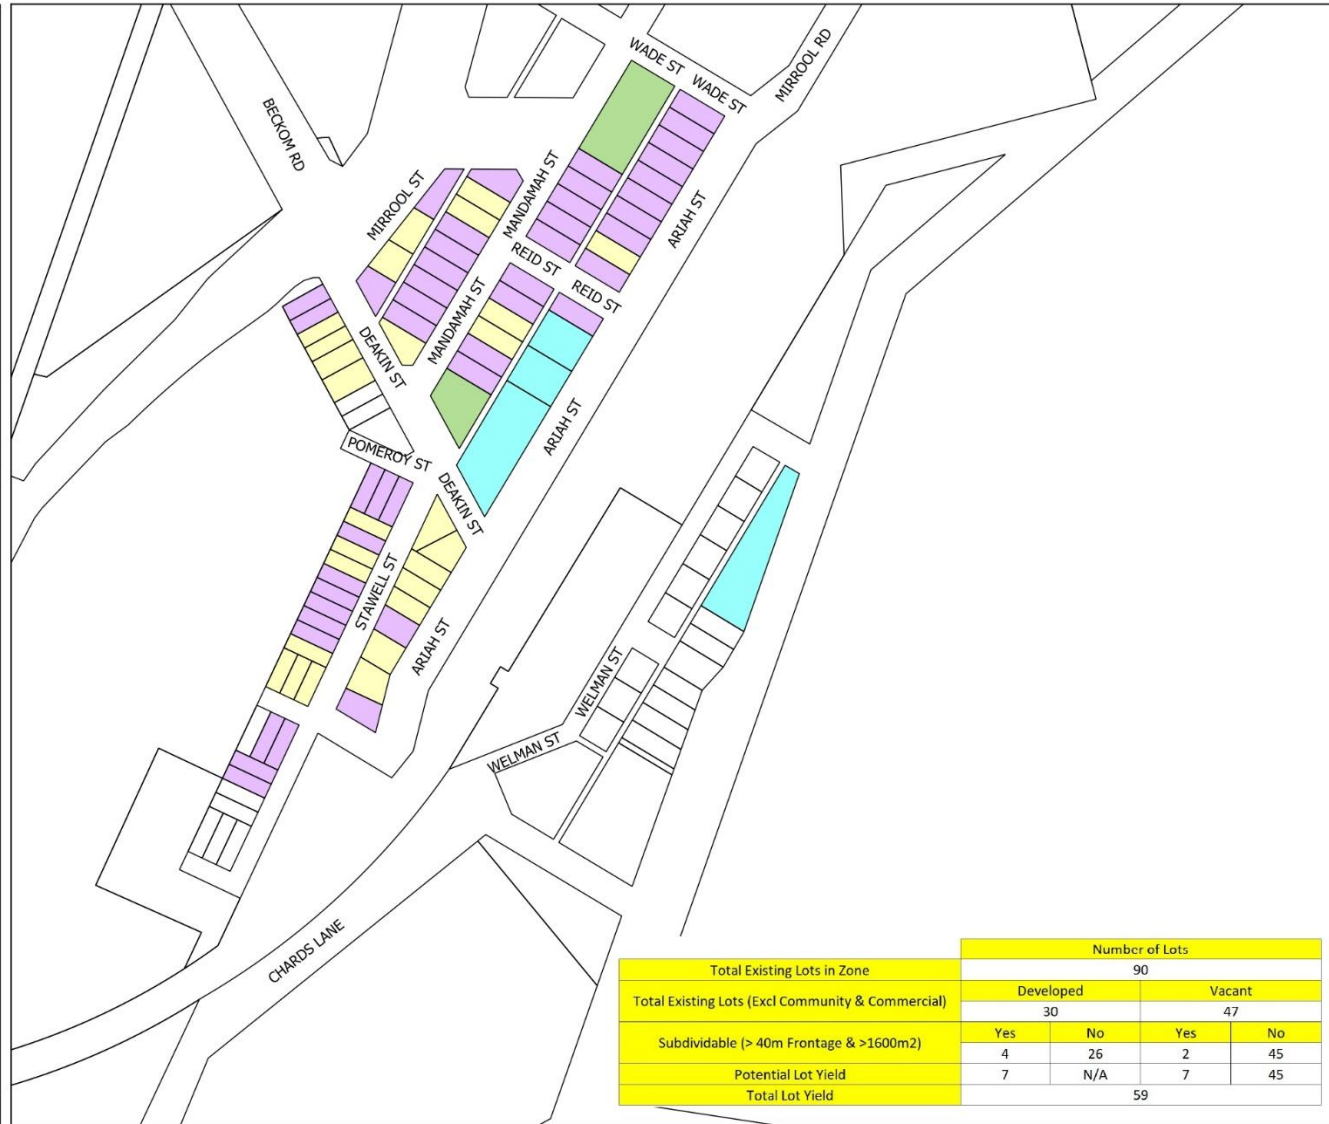 WADE ST
WADE ST
MIRROOL RD
BECKOM RD
MIRROOL ST
MANDAMAH ST
ARIAH ST
REID ST
REID ST
MANDAMAH ST
DEAKIN ST
ARIAH ST
POMEROY ST
DEAKIN ST
STAWELL ST
ARIAH ST
WELMAN ST
WELMAN ST
CHARDS LANE
Number of Lots
Total Existing Lots in Zone 90
Total Existing Lots (Excl Community & Commercial) Developed Vacant
30 47
Subdividable (> 40m Frontage & >1600m2) Yes No Yes No
4 26 2 45
Potential Lot Yield 7 N/A 7 45
Total Lot Yield 59